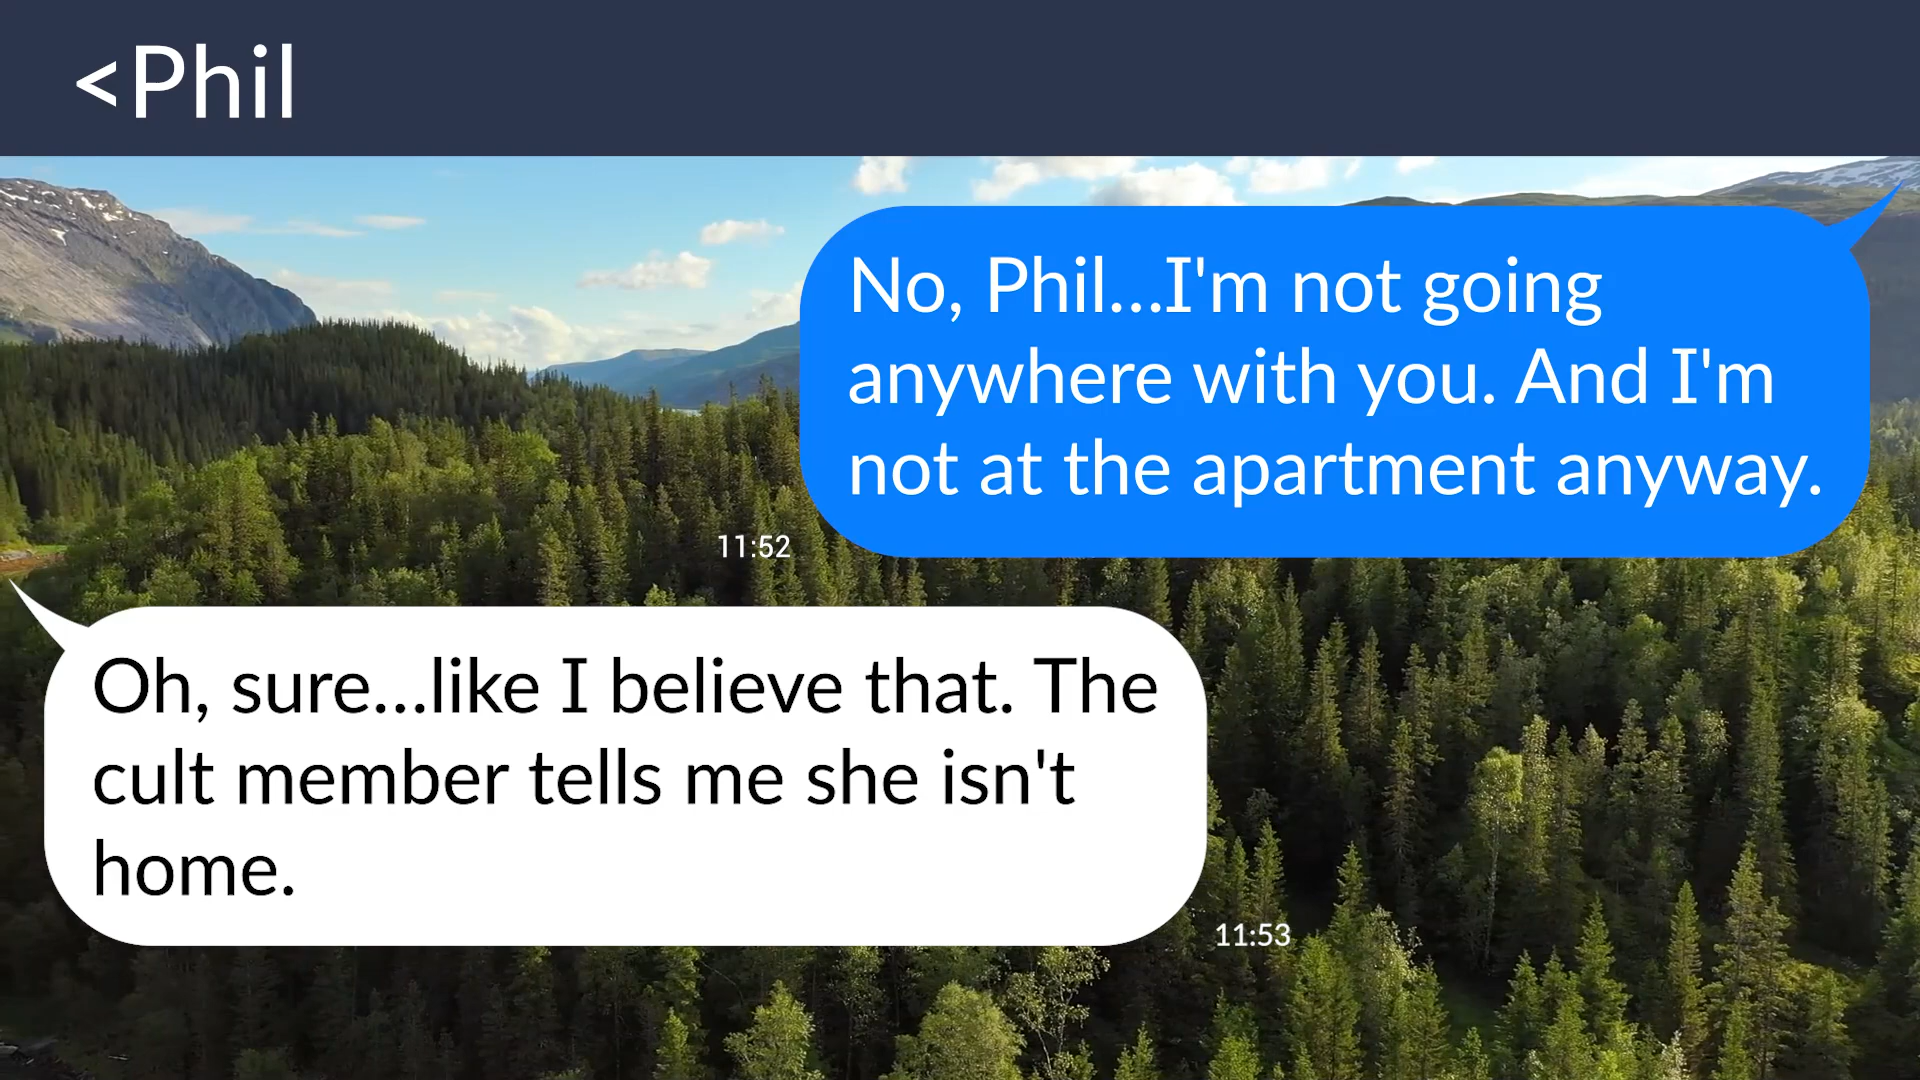 <Phil
No, Phil...I'm not going
anywhere with you. And I'm
not at the apartment anyway.
11:52
Oh, sure...like I believe that. The
cult member tells me she isn't
home.
11:53